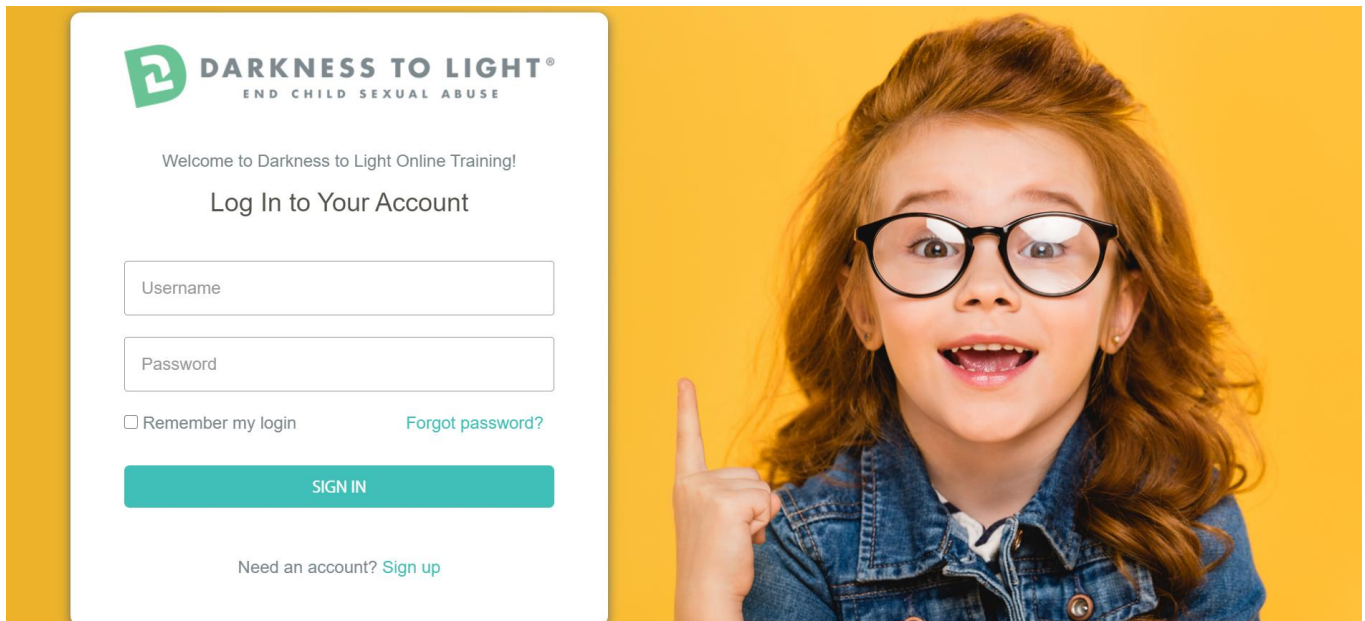 DARKNESS TO LIGHT®
END CHILD SEXUAL ABUSE
Welcome to Darkness to Light Online Training!
Log In to Your Account
Username
Password
Remember my login
Forgot password?
SIGN IN
Need an account? Sign up